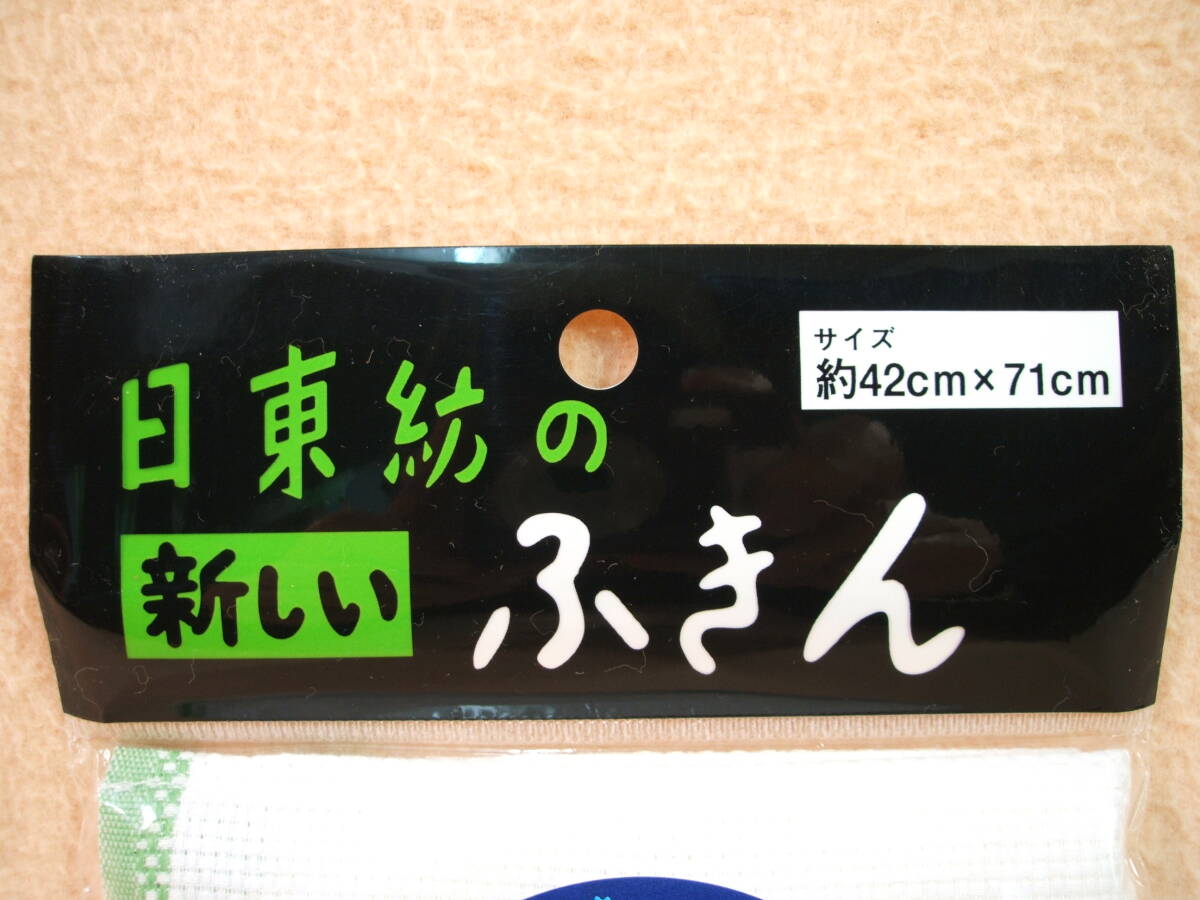 日東紡の
新しい ふきん
サイズ
約42cm×71cm